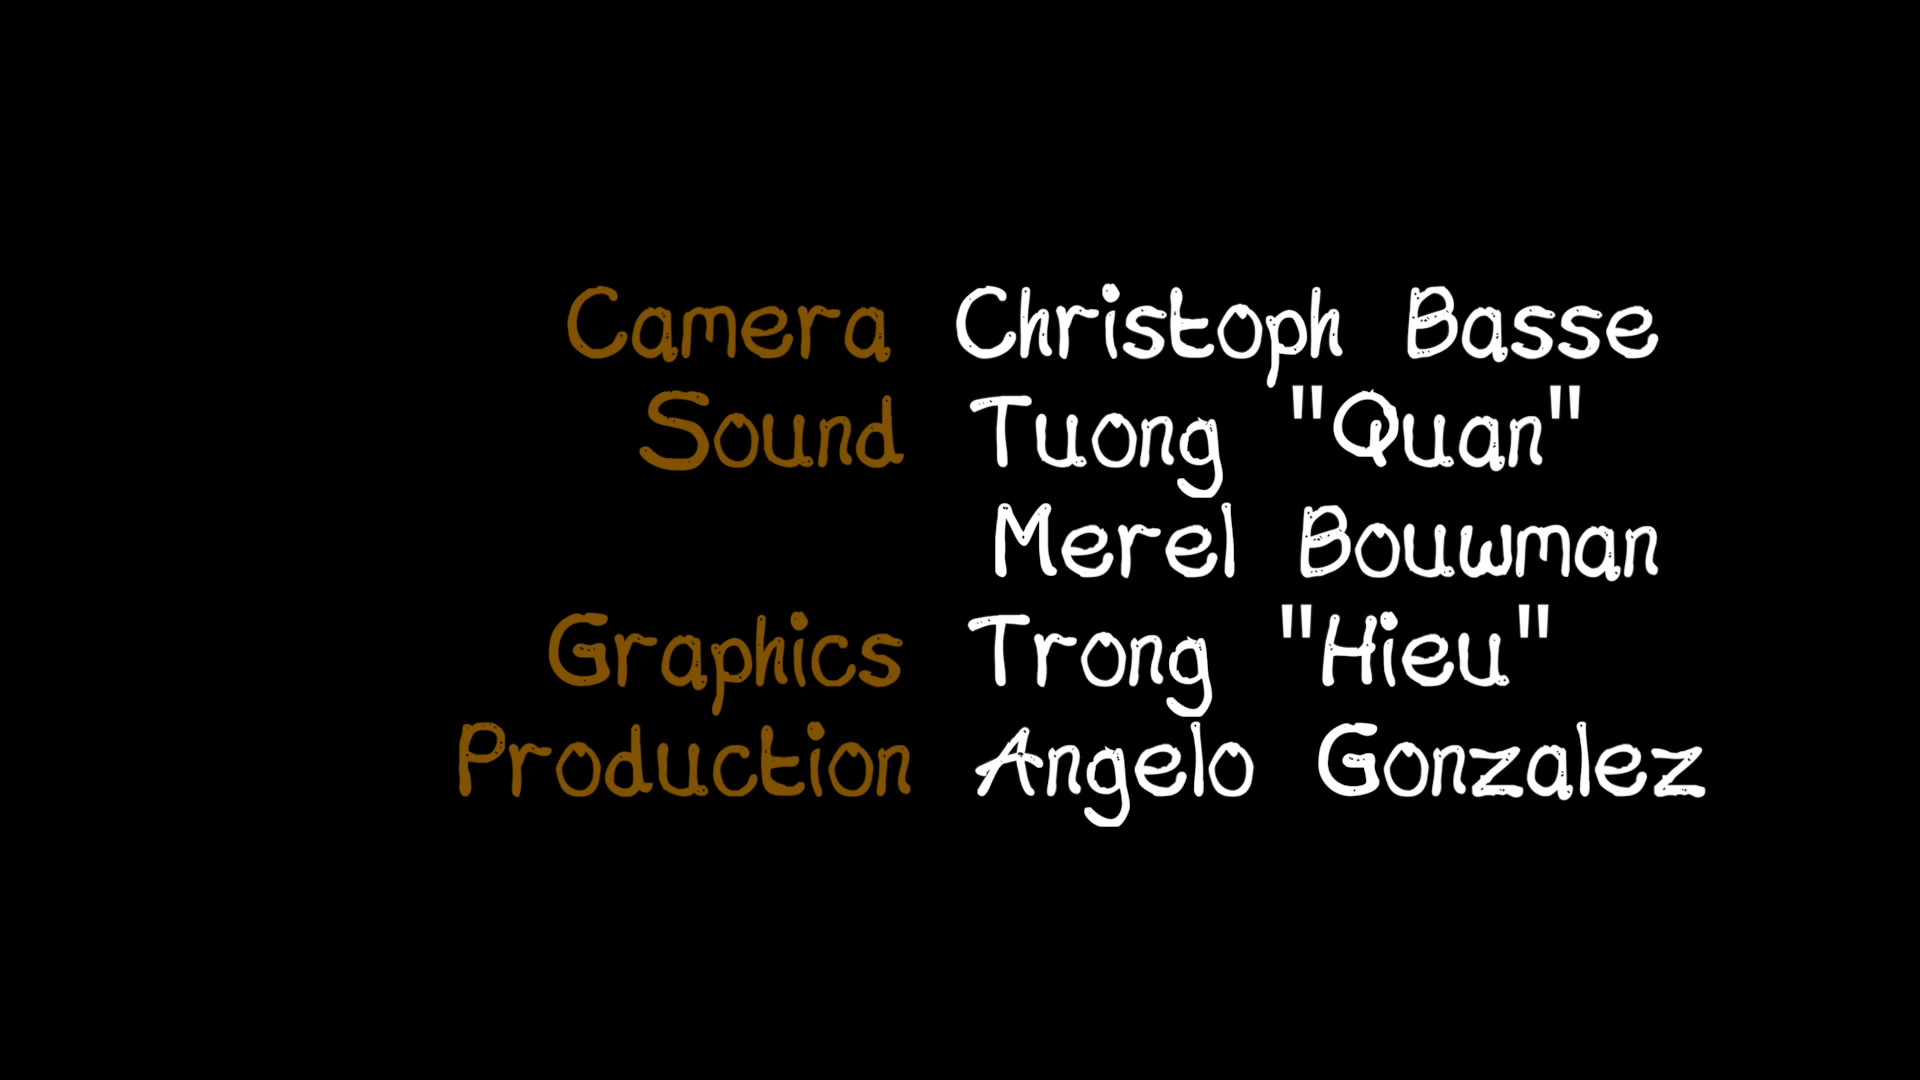 Camera Christoph Basse
Sound Tuong "Quan"
Merel Bouwman
Graphics Trong "Hieu"
Production Angelo Gonzalez